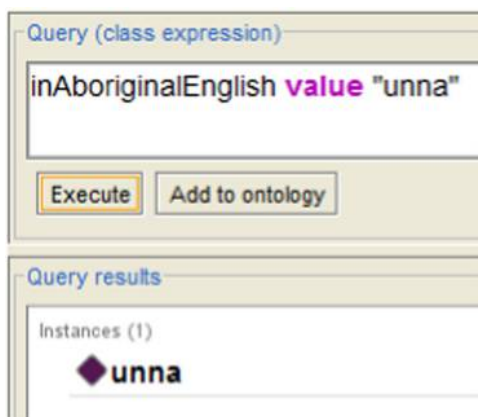 Query (class expression)
inAboriginalEnglish value "unna"
Execute Add to ontology
Query results
Instances (1)
unna